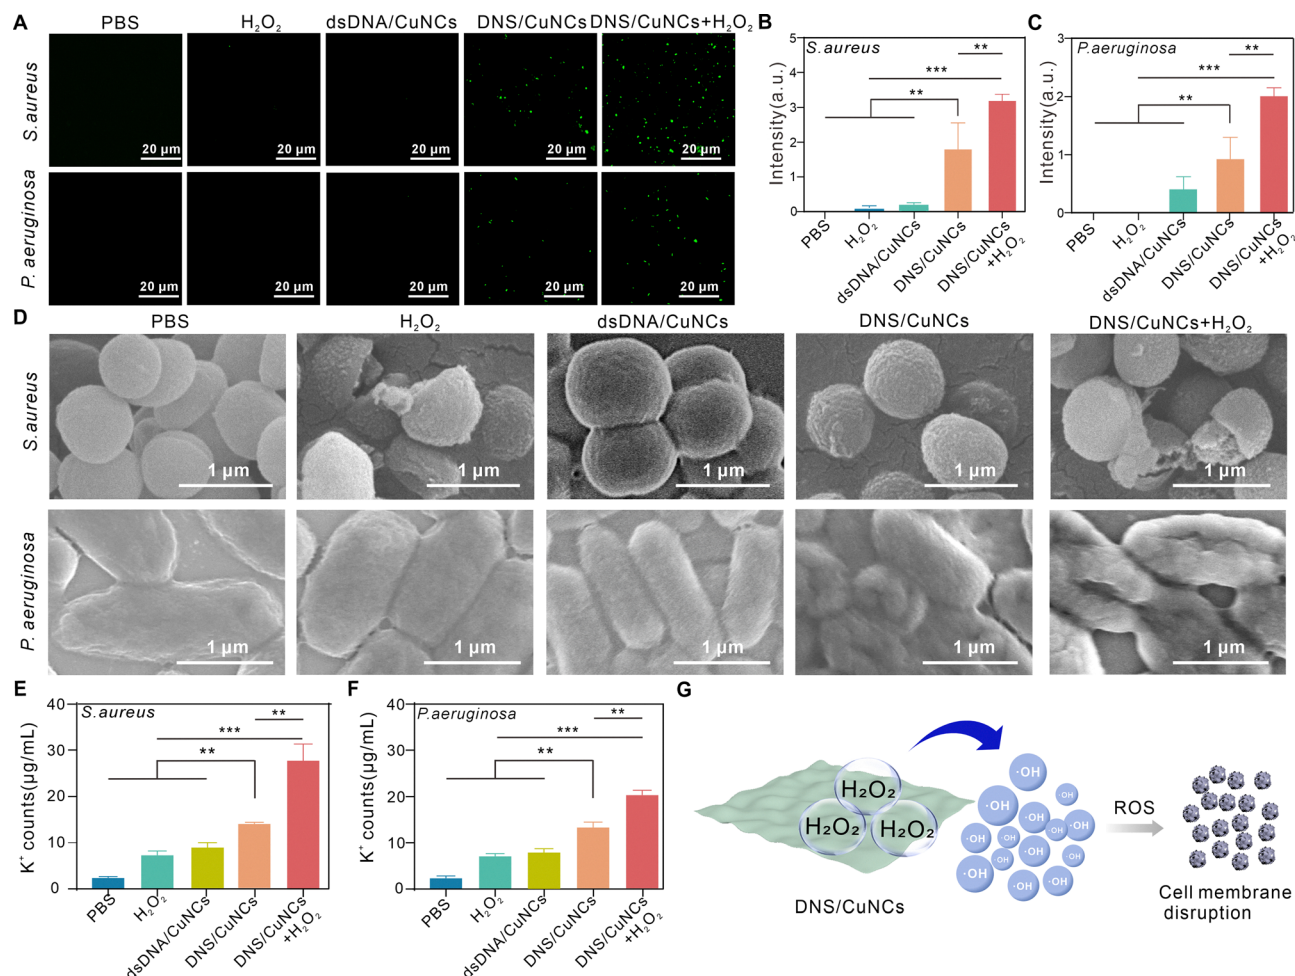 A
PBS
H₂O₂
dsDNA/CuNCs
DNS/CuNCs
DNS/CuNCs+H₂O₂
S.aureus
20 μm
20 μm
20 μm
20 μm
20 μm
P. aeruginosa
20 μm
20 μm
20 μm
20 μm
20 μm
B
S.aureus
Intensity(a.u.)
5
4
3
2
1
0
**
***
**
PBS
H₂O₂
dsDNA/CuNCs
DNS/CuNCs
DNS/CuNCs
+H₂O₂
C
P.aeruginosa
Intensity(a.u.)
3
2
1
0
**
***
**
PBS
H₂O₂
dsDNA/CuNCs
DNS/CuNCs
DNS/CuNCs
+H₂O₂
D
PBS
H₂O₂
dsDNA/CuNCs
DNS/CuNCs
DNS/CuNCs+H₂O₂
S.aureus
1 μm
1 μm
1 μm
1 μm
1 μm
P. aeruginosa
1 μm
1 μm
1 μm
1 μm
1 μm
E
S.aureus
K⁺ counts(μg/mL)
40
30
20
10
0
**
***
**
PBS
H₂O₂
dsDNA/CuNCs
DNS/CuNCs
DNS/CuNCs
+H₂O₂
F
P.aeruginosa
K⁺ counts(μg/mL)
40
30
20
10
0
**
***
**
PBS
H₂O₂
dsDNA/CuNCs
DNS/CuNCs
DNS/CuNCs
+H₂O₂
G
H₂O₂
H₂O₂
H₂O₂
DNS/CuNCs
·OH
·OH
·OH
·OH
·OH
·OH
·OH
·OH
·OH
·OH
·OH
·OH
·OH
ROS
Cell membrane
disruption